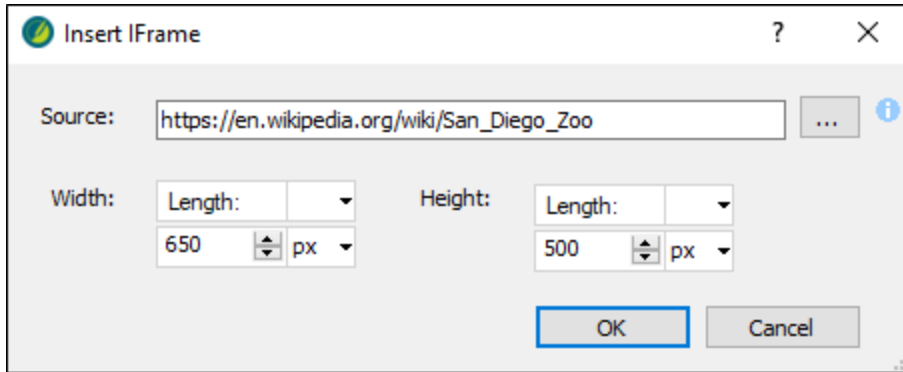 Insert IFrame ?
Source: https://en.wikipedia.org/wiki/San_Diego_Zoo ...
Width: Length: Height: Length:
650 px 500 px
OK Cancel